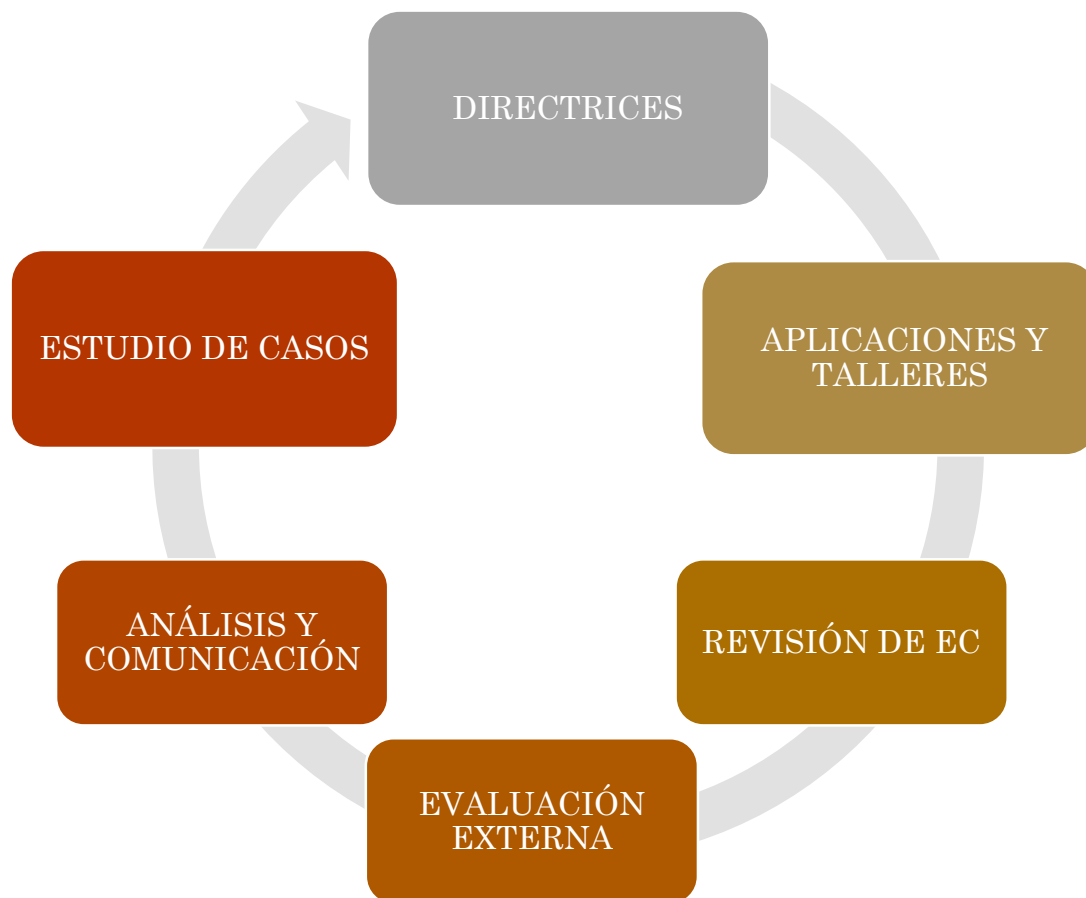 DIRECTRICES
APLICACIONES Y
TALLERES
REVISIÓN DE EC
EVALUACIÓN
EXTERNA
ANÁLISIS Y
COMUNICACIÓN
ESTUDIO DE CASOS